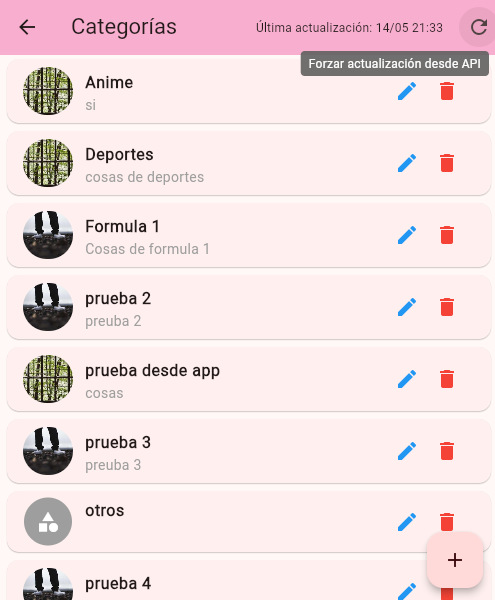 Categorías
Última actualización: 14/05 21:33
Forzar actualización desde API
Anime
si
Deportes
cosas de deportes
Formula 1
Cosas de formula 1
prueba 2
preuba 2
prueba desde app
cosas
prueba 3
preuba 3
otros
prueba 4